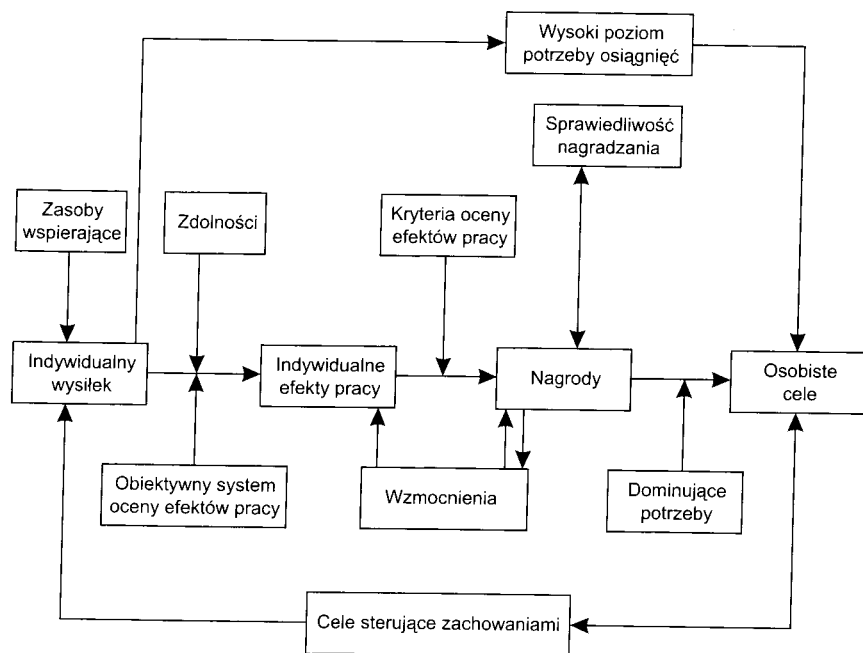 Wysoki poziom
potrzeby osiągnięć
Sprawiedliwość
nagradzania
Zasoby
wspierające
Zdolności
Kryteria oceny
efektów pracy
Indywidualny
wysiłek
Indywidualne
efekty pracy
Nagrody
Osobiste
cele
Obiektywny system
oceny efektów pracy
Wzmocnienia
Dominujące
potrzeby
Cele sterujące zachowaniami